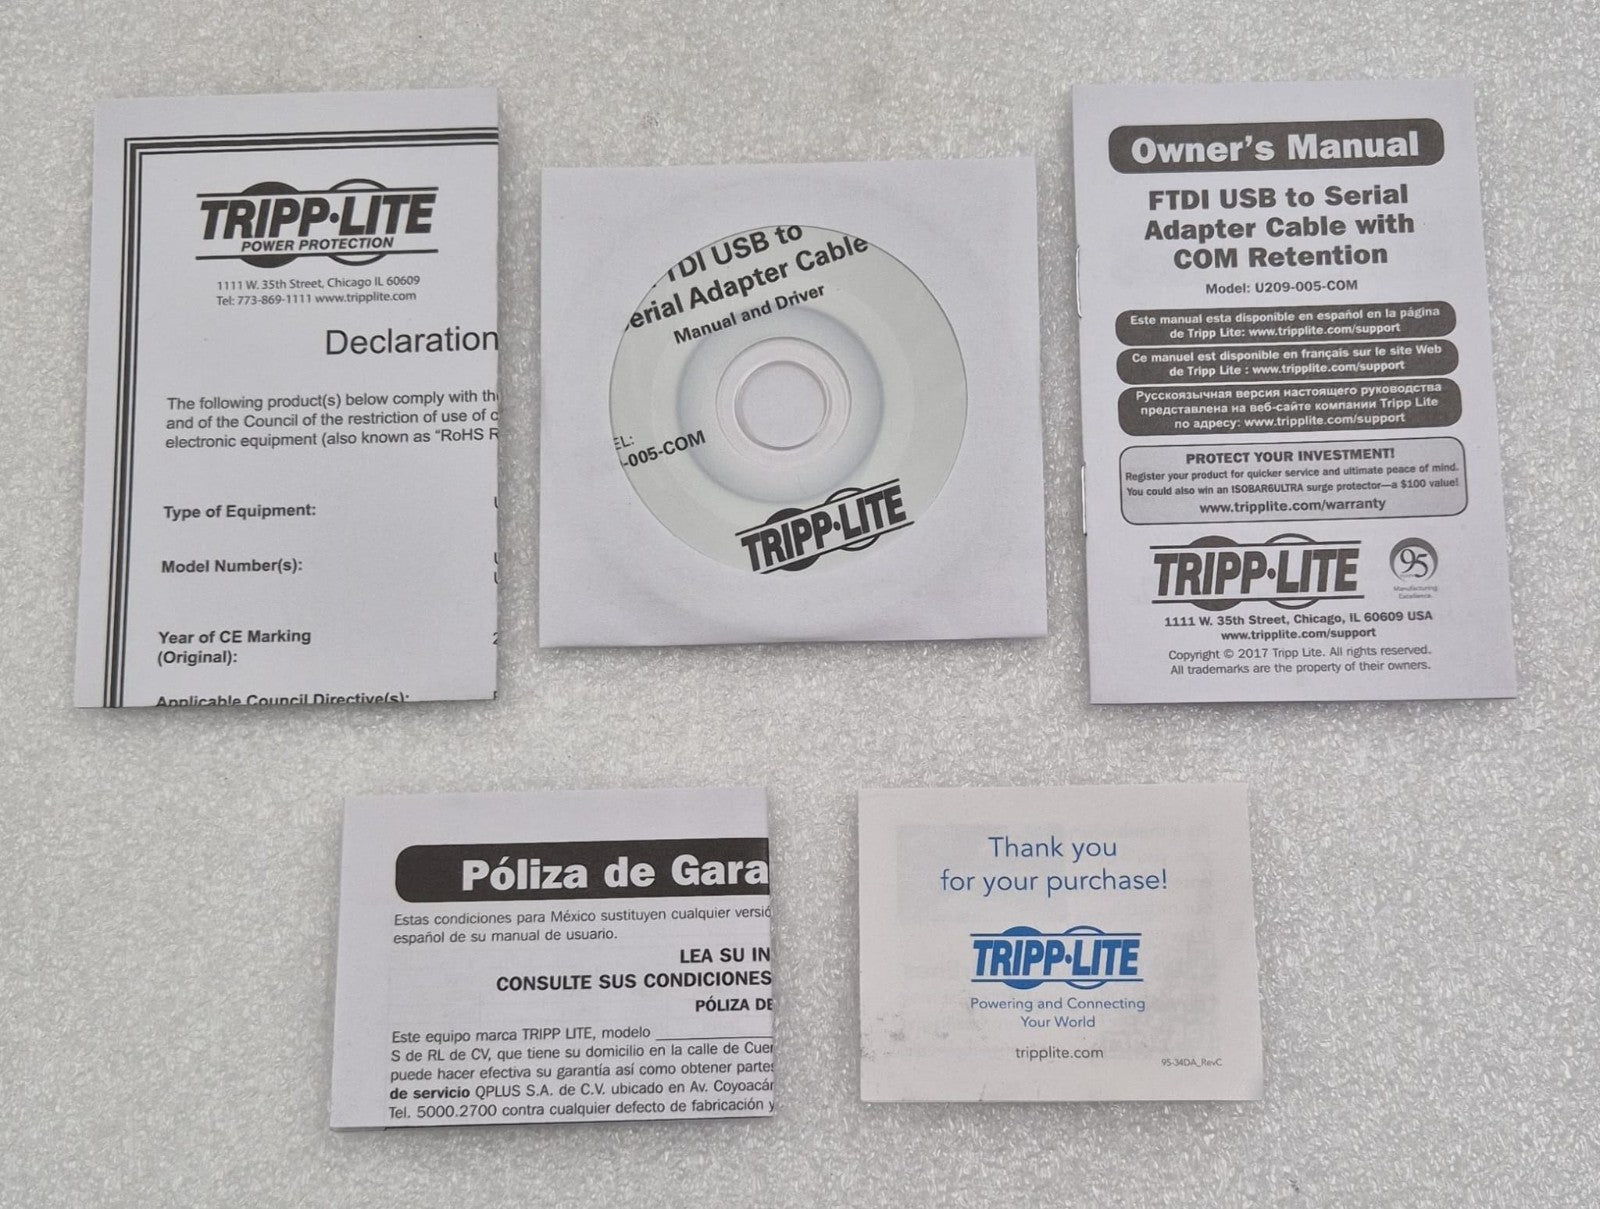 TRIPP·LITE
POWER PROTECTION
1111 W. 35th Street, Chicago IL 60609
Tel: 773-869-1111 www.tripplite.com
Declaration
The following product(s) below comply with
and of the Council of the restriction of use of
electronic equipment (also known as “RoHS
Type of Equipment:
Model Number(s):
Year of CE Marking
(Original):
Applicable Council Directive(s):
TDI USB to
erial Adapter Cable
Manual and Driver
EL:
-005-COM
TRIPP·LITE
Owner's Manual
FTDI USB to Serial
Adapter Cable with
COM Retention
Model: U209-005-COM
Este manual esta disponible en español en la página
de Tripp Lite: www.tripplite.com/support
Ce manuel est disponible en français sur le site Web
de Tripp Lite : www.tripplite.com/support
Русскоязычная версия настоящего руководства
представлена на веб-сайте компании Tripp Lite
по адресу: www.tripplite.com/support
PROTECT YOUR INVESTMENT!
Register your product for quicker service and ultimate peace of mind.
You could also win an ISOBAR6ULTRA surge protector—a $100 value!
www.tripplite.com/warranty
TRIPP·LITE
95
Manufacturing
Excellence.
1111 W. 35th Street, Chicago, IL 60609 USA
www.tripplite.com/support
Copyright © 2017 Tripp Lite. All rights reserved.
All trademarks are the property of their owners.
Póliza de Gara
Estas condiciones para México sustituyen cualquier versió
español de su manual de usuario.
LEA SU IN
CONSULTE SUS CONDICIONES
PÓLIZA DE
Este equipo marca TRIPP LITE, modelo
S de RL de CV, que tiene su domicilio en la calle de Cuer
puede hacer efectiva su garantía así como obtener partes
de servicio QPLUS S.A. de C.V. ubicado en Av. Coyoacán
Tel. 5000.2700 contra cualquier defecto de fabricación y
Thank you
for your purchase!
TRIPP·LITE
Powering and Connecting
Your World
tripplite.com
95-34DA_RevC